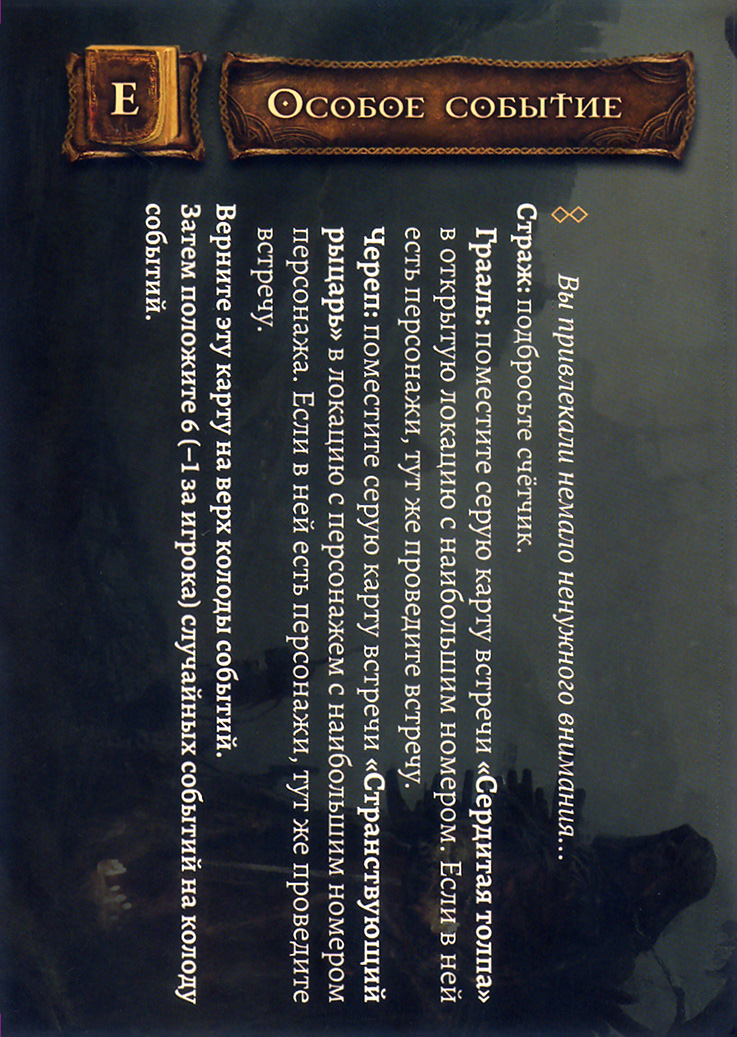 Особое событие
Е
Вы привлекали немало ненужного внимания...
Страж: подбросьте счётчик.
Грааль: поместите серую карту встречи «Сердитая толпа»
в открытую локацию с наибольшим номером. Если в ней
есть персонажи, тут же проведите встречу.
Череп: поместите серую карту встречи «Странствующий
рыцарь» в локацию с персонажем с наибольшим номером
персонажа. Если в ней есть персонажи, тут же проведите
встречу.
Верните эту карту на верх колоды событий.
Затем положите 6 (–1 за игрока) случайных событий на колоду
событий.